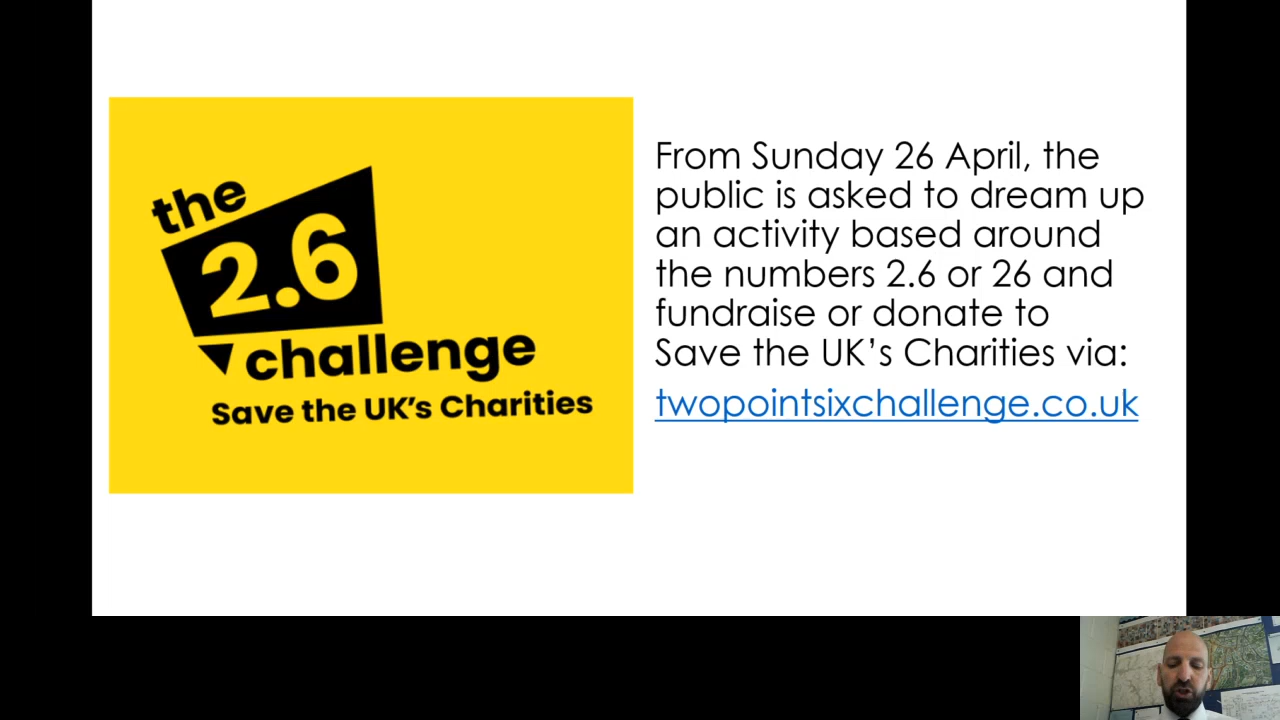 the
2.6
challenge
Save the UK's Charities
From Sunday 26 April, the
public is asked to dream up
an activity based around
the numbers 2.6 or 26 and
fundraise or donate to
Save the UK's Charities via:
twopointsixchallenge.co.uk